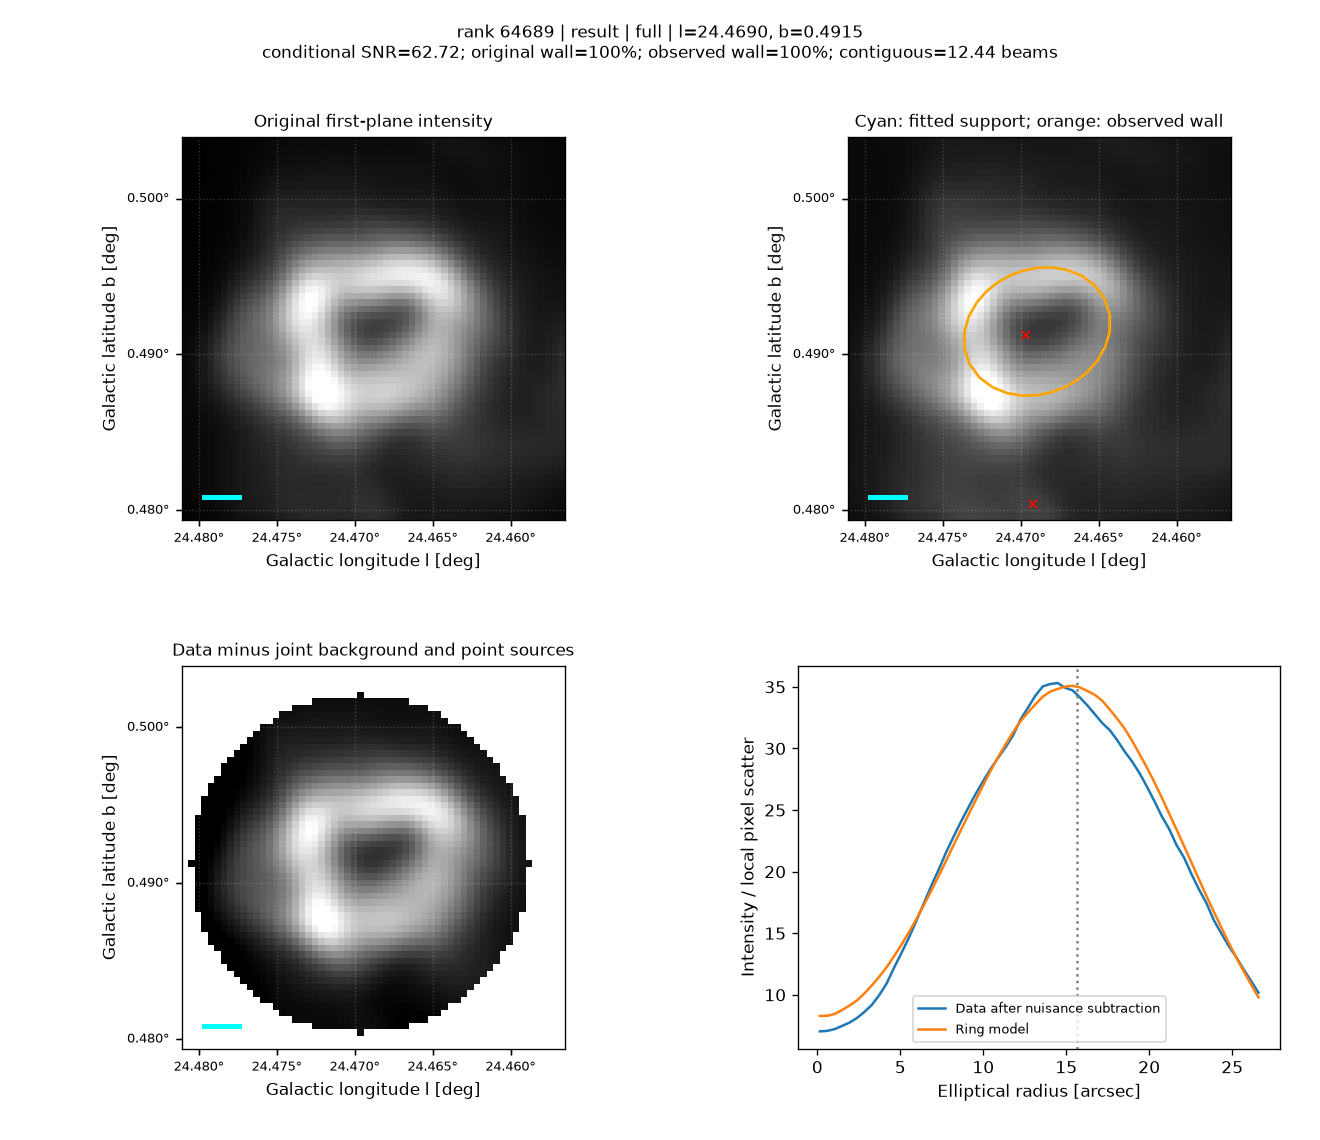 rank 64689 | result | full | l=24.4690, b=0.4915
conditional SNR=62.72; original wall=100%; observed wall=100%; contiguous=12.44 beams
Original first-plane intensity
0.500°
0.490°
0.480°
Galactic latitude b [deg]
24.480°
24.475°
24.470°
24.465°
24.460°
Galactic longitude l [deg]
Cyan: fitted support; orange: observed wall
0.500°
0.490°
0.480°
Galactic latitude b [deg]
24.480°
24.475°
24.470°
24.465°
24.460°
Galactic longitude l [deg]
Data minus joint background and point sources
0.500°
0.490°
0.480°
Galactic latitude b [deg]
24.480°
24.475°
24.470°
24.465°
24.460°
Galactic longitude l [deg]
35
30
25
20
15
10
Intensity / local pixel scatter
Data after nuisance subtraction
Ring model
0
5
10
15
20
25
Elliptical radius [arcsec]